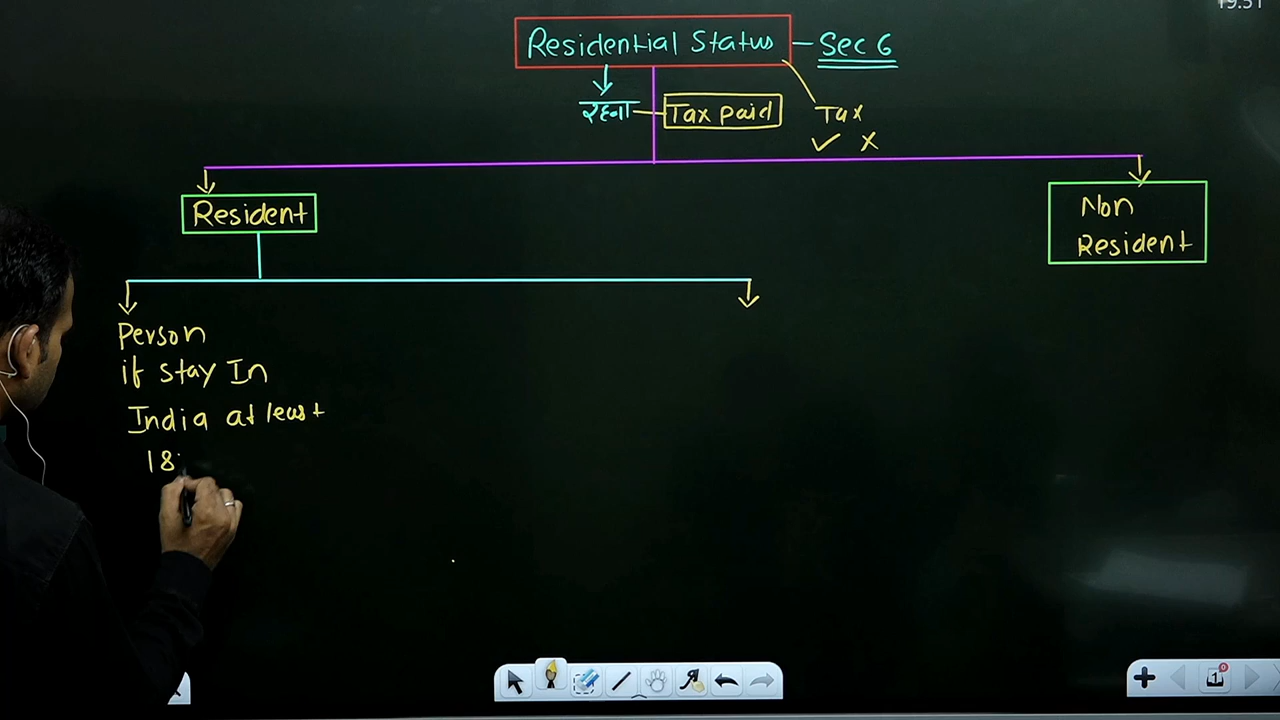 Residential Status – Sec 6
रहना – Tax paid
Tax
✓ X
Resident
Non
Resident
Person
if stay In
India at least
18
1